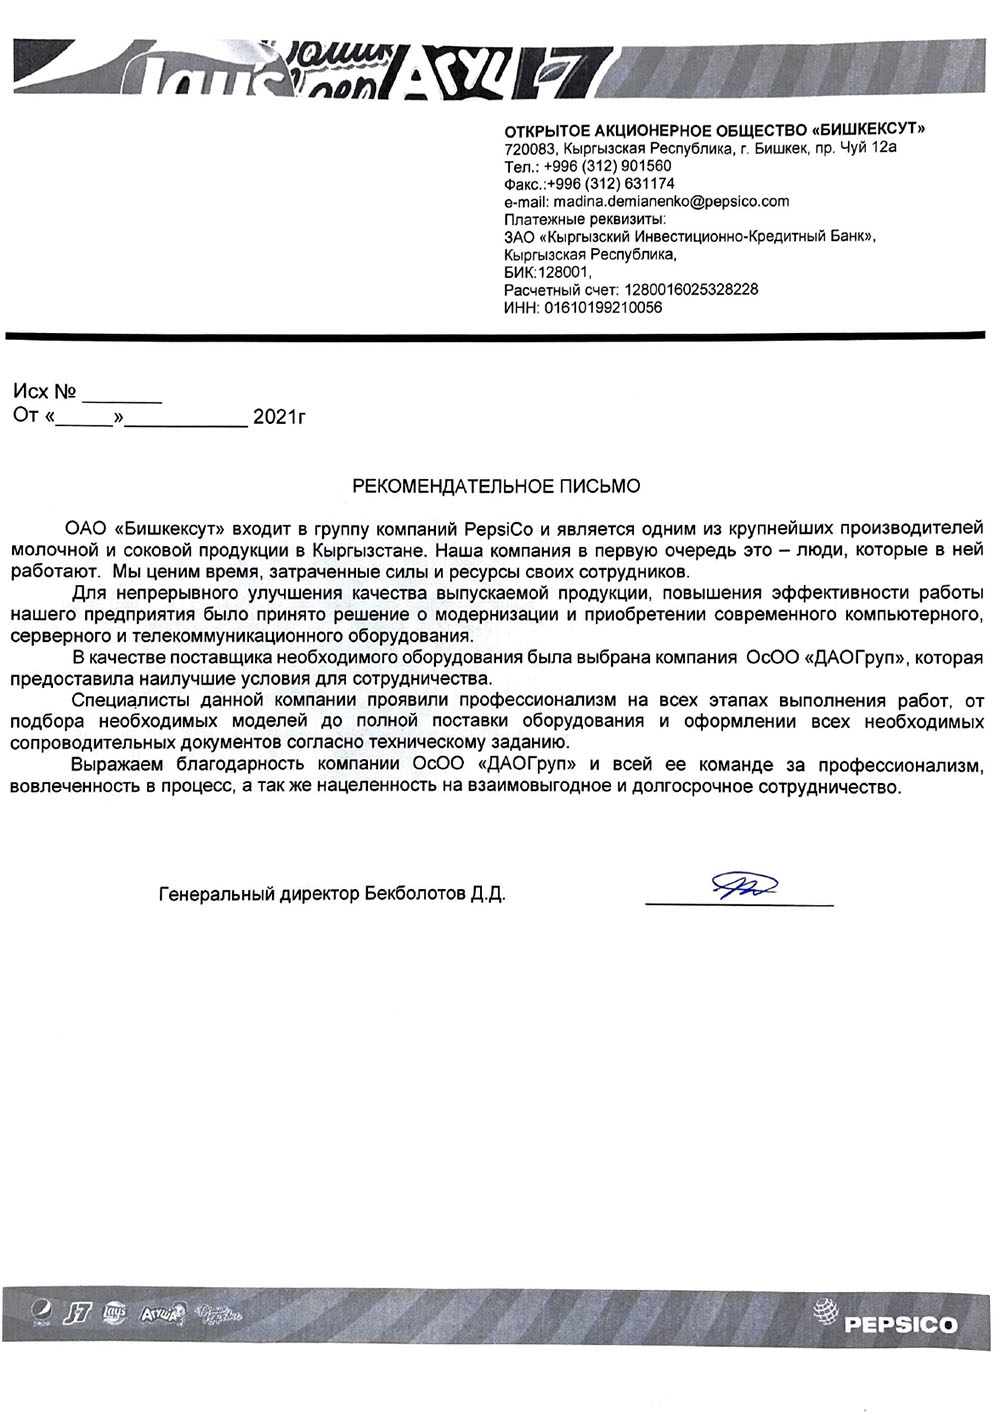 Lay's
Агуш
J7
ОТКРЫТОЕ АКЦИОНЕРНОЕ ОБЩЕСТВО «БИШКЕКСУТ»
720083, Кыргызская Республика, г. Бишкек, пр. Чуй 12а
Тел.: +996 (312) 901560
Факс.:+996 (312) 631174
e-mail: madina.demianenko@pepsico.com
Платежные реквизиты:
ЗАО «Кыргызский Инвестиционно-Кредитный Банк»,
Кыргызская Республика,
БИК:128001,
Расчетный счет: 1280016025328228
ИНН: 01610199210056
Исх № _______
От «_____»___________ 2021г
РЕКОМЕНДАТЕЛЬНОЕ ПИСЬМО
ОАО «Бишкексут» входит в группу компаний PepsiCo и является одним из крупнейших производителей
молочной и соковой продукции в Кыргызстане. Наша компания в первую очередь это – люди, которые в ней
работают. Мы ценим время, затраченные силы и ресурсы своих сотрудников.
Для непрерывного улучшения качества выпускаемой продукции, повышения эффективности работы
нашего предприятия было принято решение о модернизации и приобретении современного компьютерного,
серверного и телекоммуникационного оборудования.
В качестве поставщика необходимого оборудования была выбрана компания ОсОО «ДАОГруп», которая
предоставила наилучшие условия для сотрудничества.
Специалисты данной компании проявили профессионализм на всех этапах выполнения работ, от
подбора необходимых моделей до полной поставки оборудования и оформлении всех необходимых
сопроводительных документов согласно техническому заданию.
Выражаем благодарность компании ОсОО «ДАОГруп» и всей ее команде за профессионализм,
вовлеченность в процесс, а так же нацеленность на взаимовыгодное и долгосрочное сотрудничество.
Генеральный директор Бекболотов Д.Д.
pepsi J7 Lay's Агуша PEPSICO